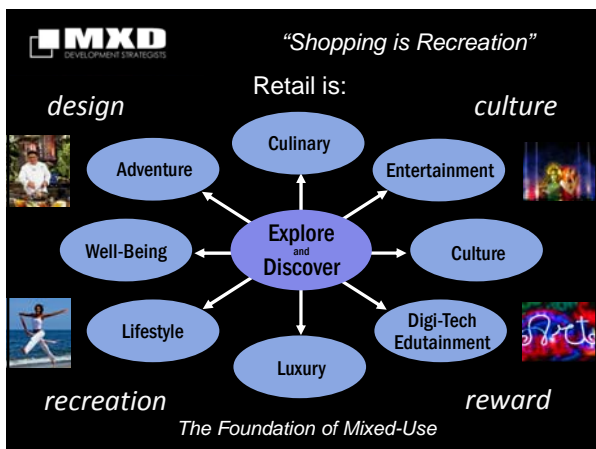 MXD
DEVELOPMENT STRATEGISTS
“Shopping is Recreation”
Retail is:
design
culture
Culinary
Adventure
Entertainment
Explore
and
Discover
Well-Being
Culture
Lifestyle
Digi-Tech
Edutainment
Luxury
Art
recreation
reward
The Foundation of Mixed-Use